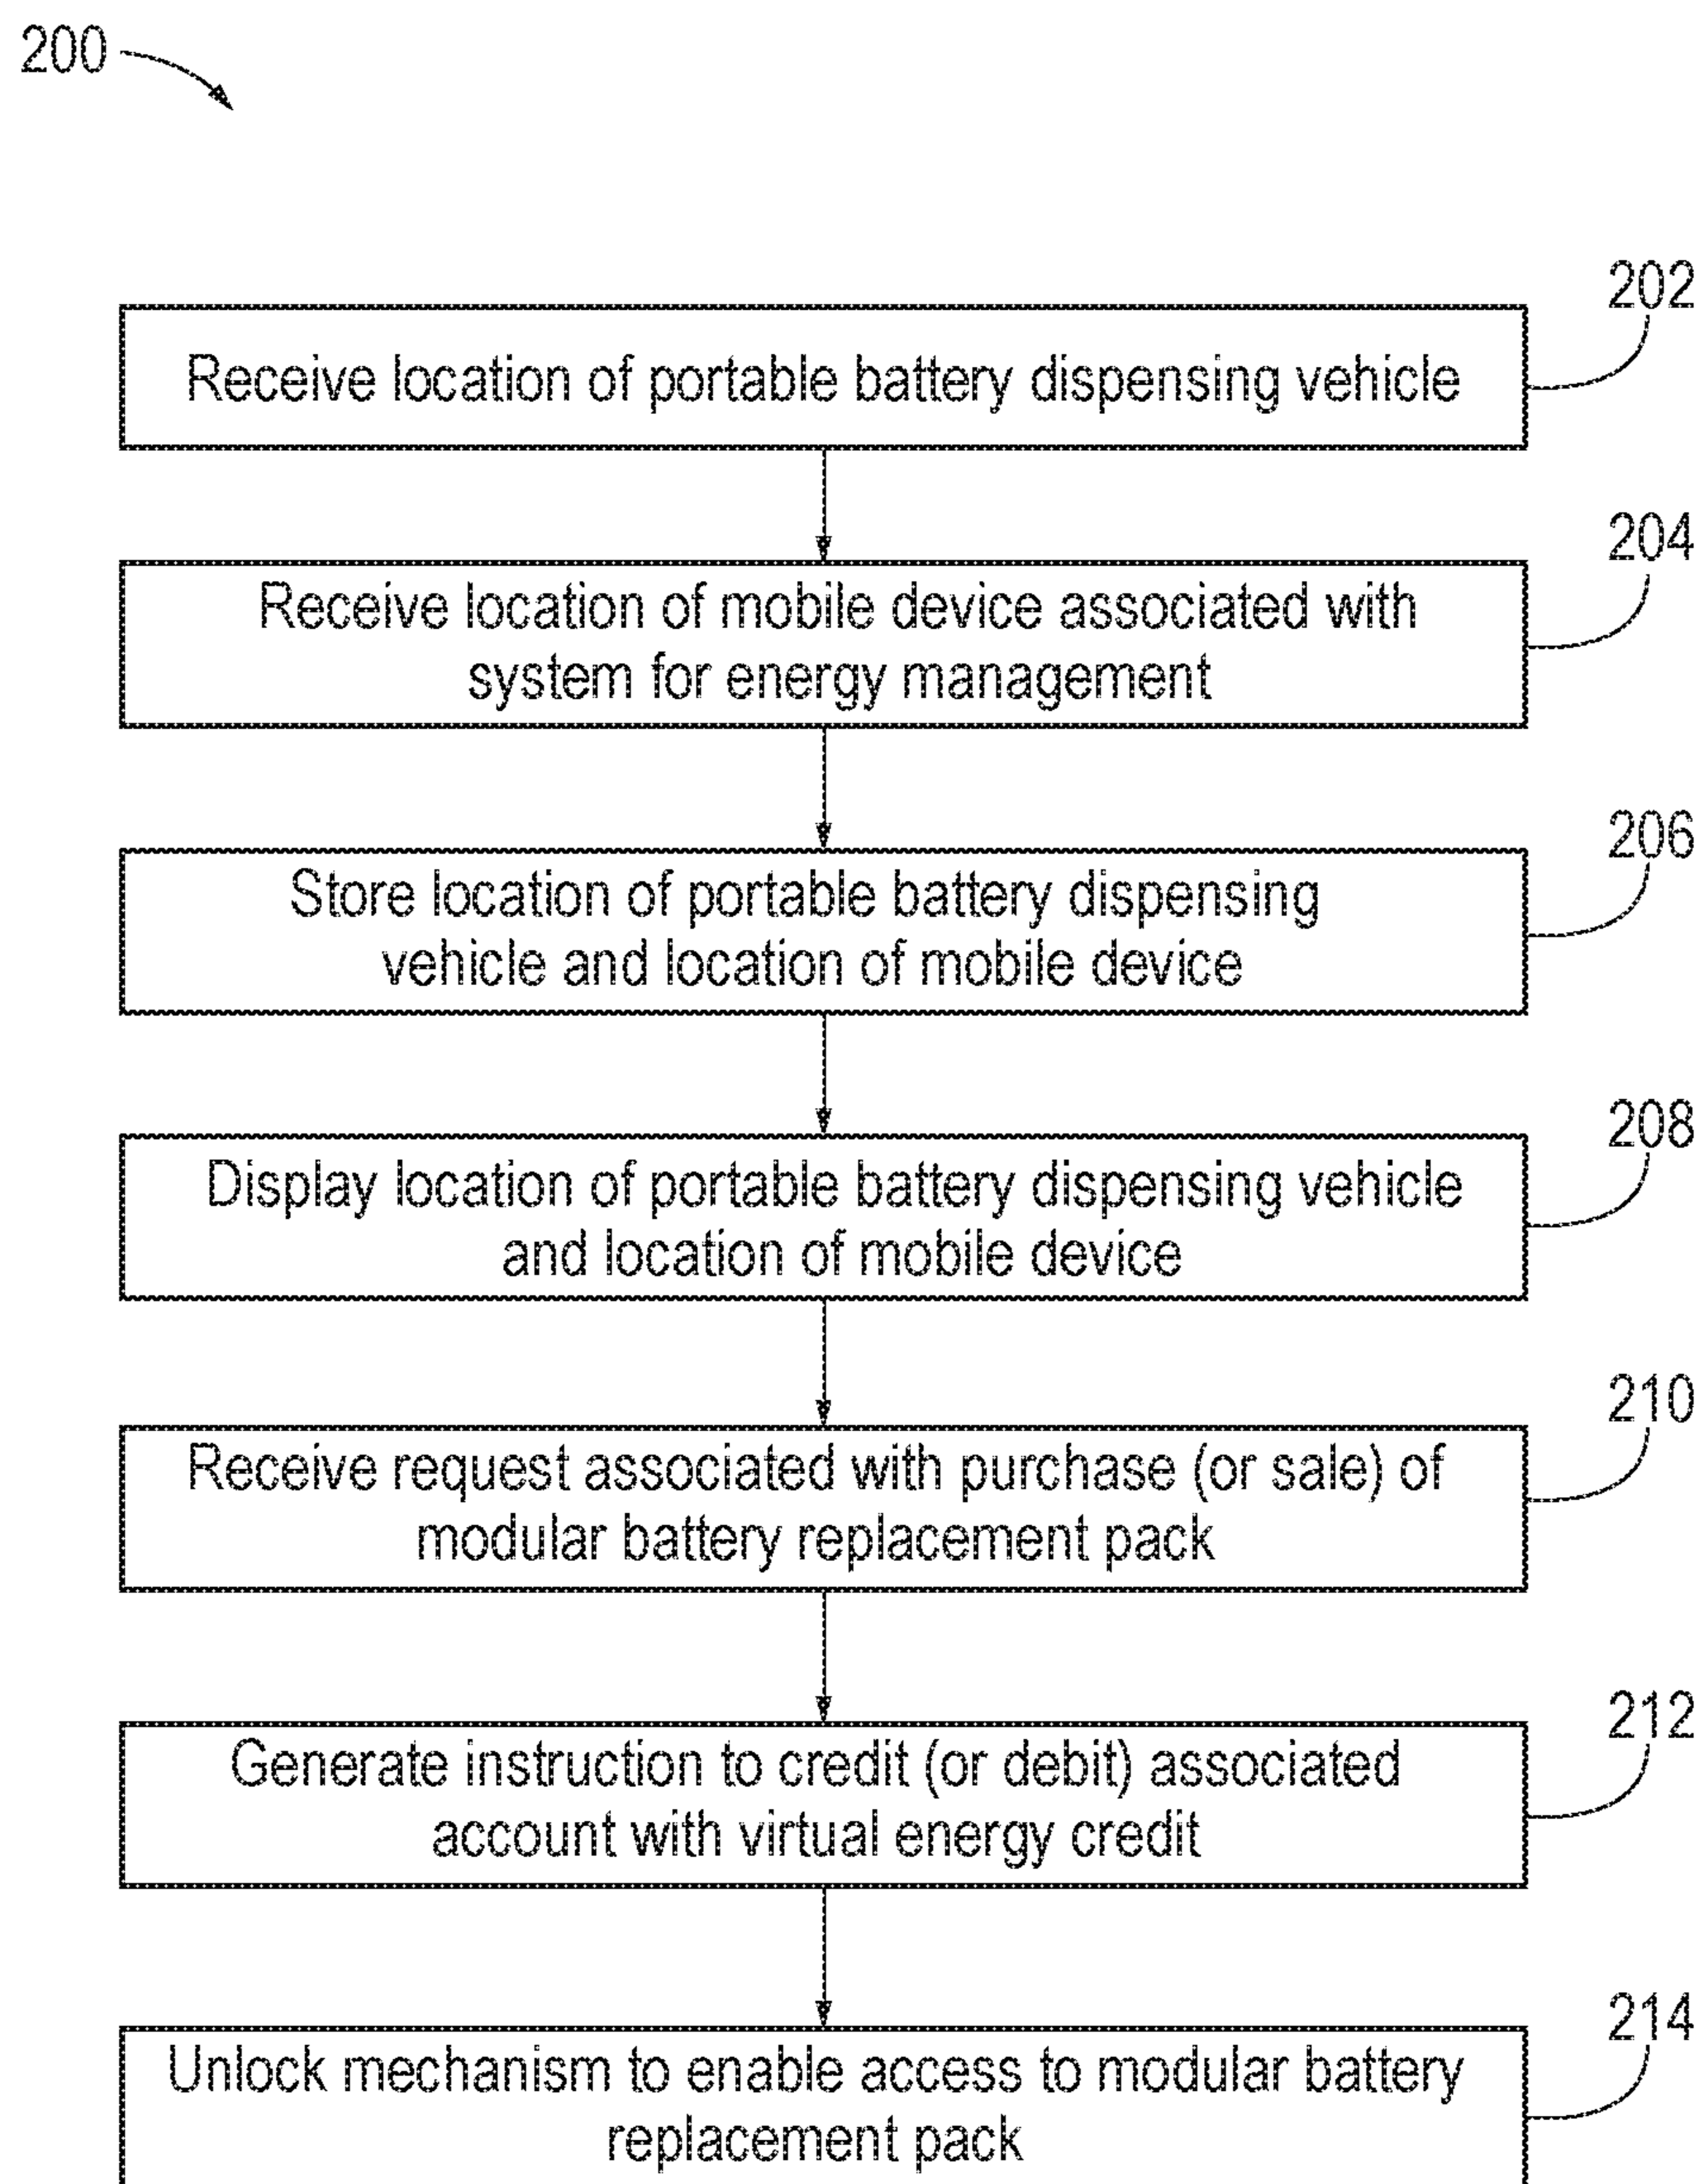 200
202
Receive location of portable battery dispensing vehicle
204
Receive location of mobile device associated with
system for energy management
206
Store location of portable battery dispensing
vehicle and location of mobile device
208
Display location of portable battery dispensing vehicle
and location of mobile device
210
Receive request associated with purchase (or sale) of
modular battery replacement pack
212
Generate instruction to credit (or debit) associated
account with virtual energy credit
214
Unlock mechanism to enable access to modular battery
replacement pack